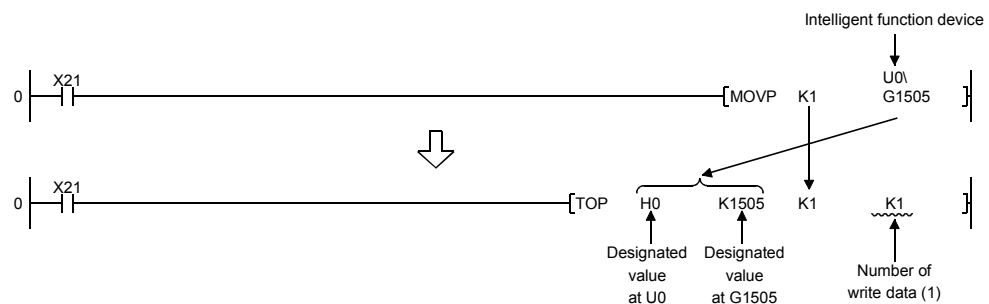 Intelligent function device
X21
U0\
0
MOVP K1 G1505
X21
0
TOP H0 K1505 K1 K1
Designated
value
at U0
Designated
value
at G1505
Number of
write data (1)